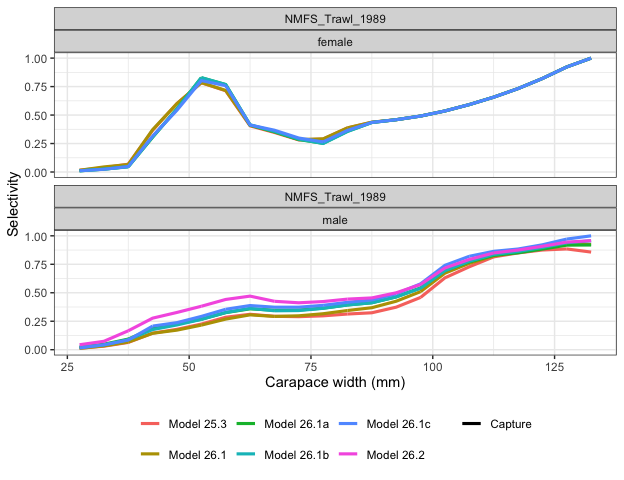 NMFS_Trawl_1989
female
1.00
0.75
0.50
0.25
0.00
NMFS_Trawl_1989
male
1.00
0.75
0.50
0.25
0.00
Selectivity
25 50 75 100 125
Carapace width (mm)
Model 25.3 Model 26.1a Model 26.1c Capture
Model 26.1 Model 26.1b Model 26.2